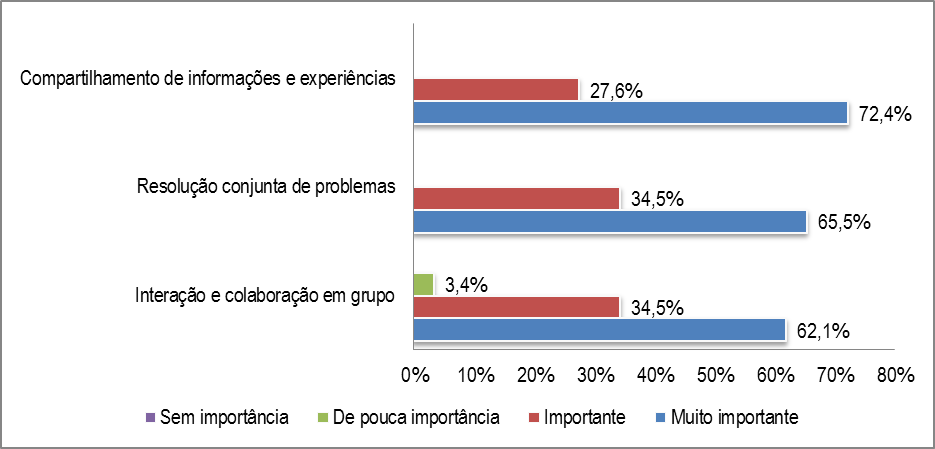 Compartilhamento de informações e experiências
27,6%
72,4%
Resolução conjunta de problemas
34,5%
65,5%
Interação e colaboração em grupo
3,4%
34,5%
62,1%
0% 10% 20% 30% 40% 50% 60% 70% 80%
Sem importância De pouca importância Importante Muito importante